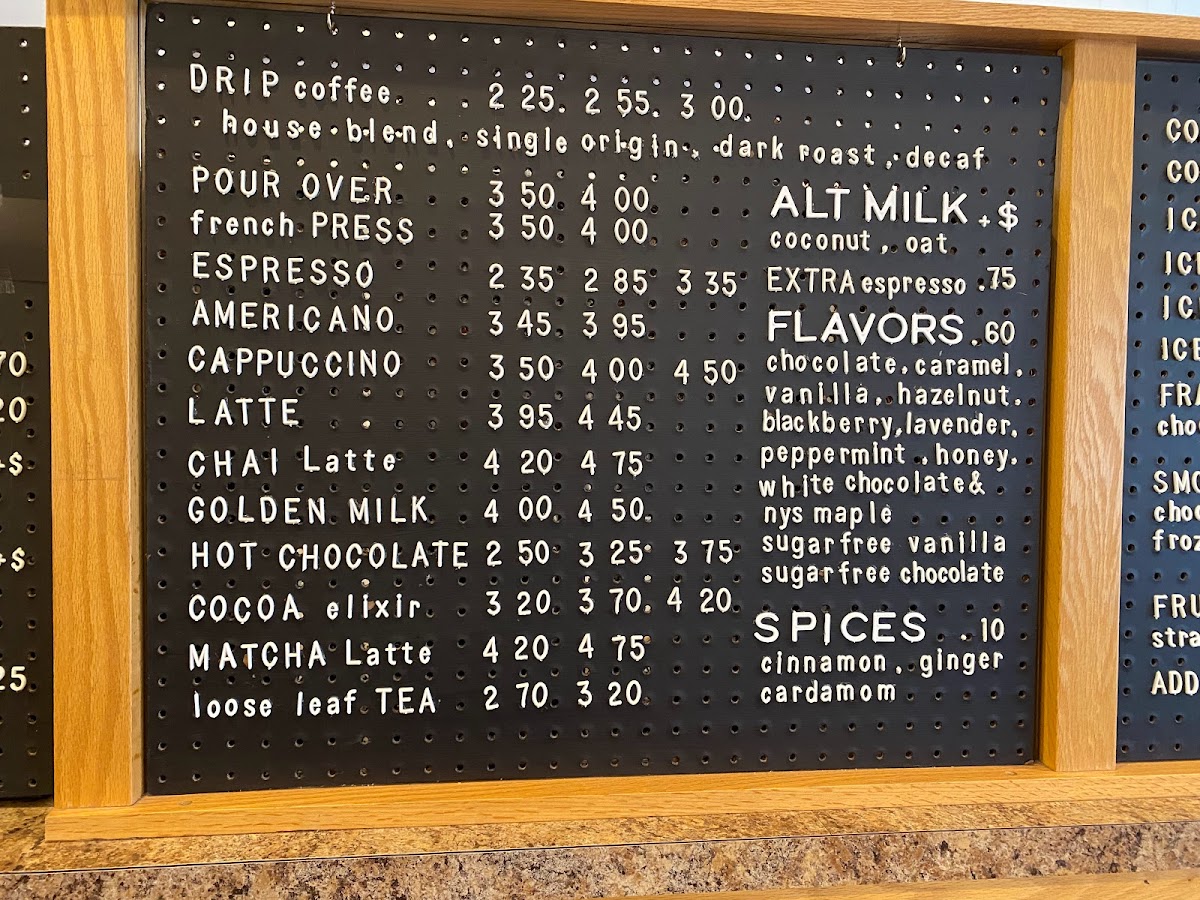 DRIP coffee . . . 2 25. 2 55. 3 00.
house blend, single origin, dark roast, decaf
POUR OVER 3 50 4 00
french PRESS 3 50 4 00
ESPRESSO 2 35 2 85 3 35
AMERICANO 3 45 3 95
CAPPUCCINO 3 50 4 00 4 50
LATTE 3 95 4 45
CHAI Latte 4 20 4 75
GOLDEN MILK 4 00 4 50
HOT CHOCOLATE 2 50 3 25 3 75
COCOA elixir 3 20 3 70. 4 20
MATCHA Latte 4 20 4 75
loose leaf TEA 2 70 3 20
ALT MILK +$
coconut, oat
EXTRA espresso .75
FLAVORS .60
chocolate, caramel,
vanilla, hazelnut,
blackberry, lavender,
peppermint, honey,
white chocolate &
nys maple
sugarfree vanilla
sugarfree chocolate
SPICES .10
cinnamon, ginger
cardamom
70
20
+$
+$
25
ADD